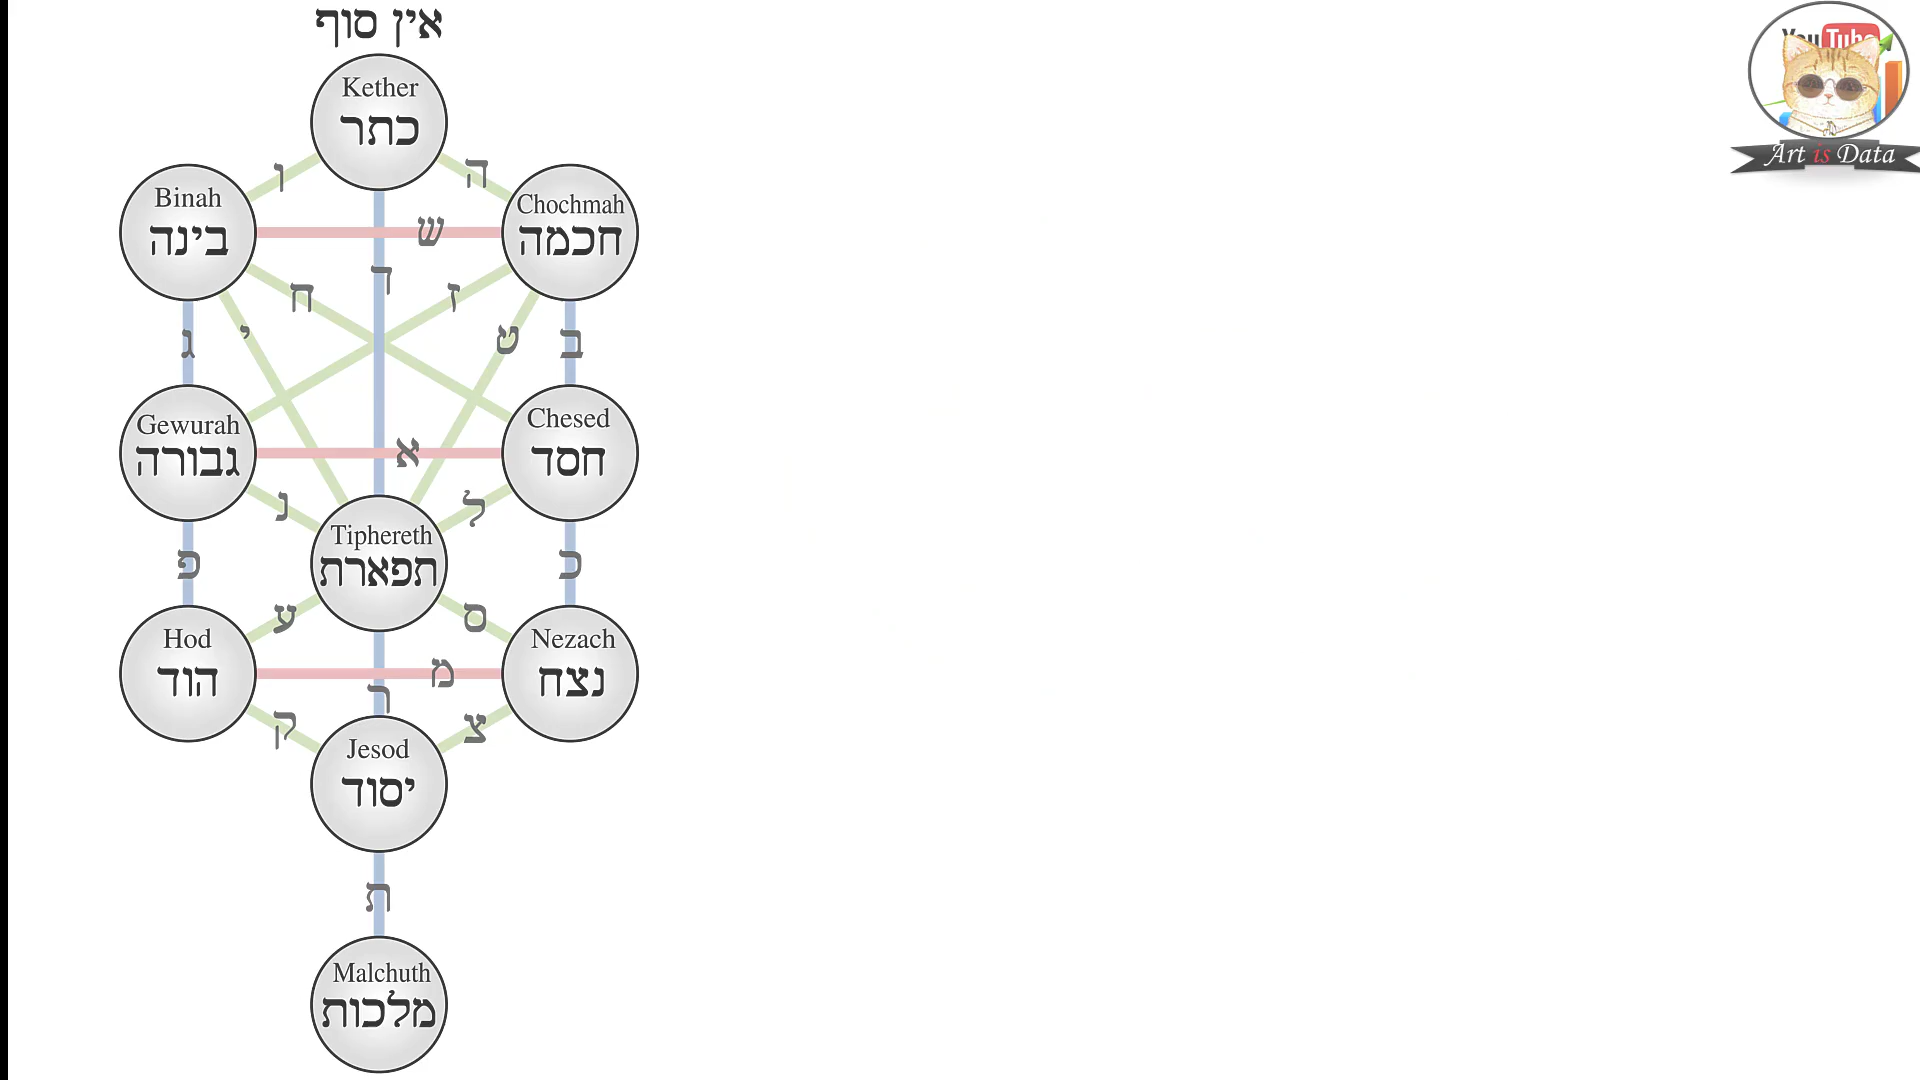 אין סוף
Kether
כתר
ו
ה
Binah
בינה
Chochmah
חכמה
ש
ד
ח
ז
ג
י
ט
ב
Gewurah
גבורה
Chesed
חסד
א
נ
ל
Tiphereth
תפארת
פ
כ
ע
ס
Hod
הוד
Nezach
נצח
מ
ר
ק
צ
Jesod
יסוד
ת
Malchuth
מלכות
YouTube
Art is Data